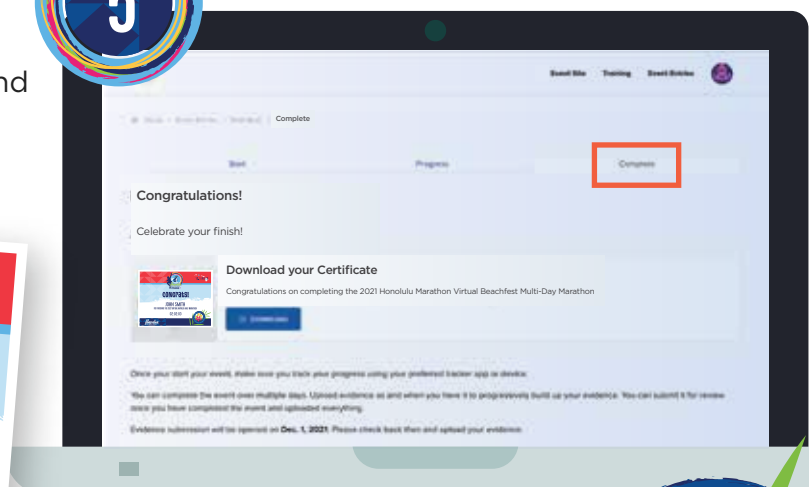 5
nd
Event Site Training Event Entries
Complete
Start Progress Complete
Congratulations!
Celebrate your finish!
Download your Certificate
Congratulations on completing the 2021 Honolulu Marathon Virtual Beachfest Multi-Day Marathon
CONGRATS!
JOHN SMITH
Download
Once your start your event, make sure you track your progress using your preferred tracker app or device.
You can complete the event over multiple days. Upload evidence as and when you have it to progressively build up your evidence. You can submit it for review
once you have completed the event and uploaded everything.
Evidence submission will be opened on Dec. 1, 2021. Please check back then and upload your evidence